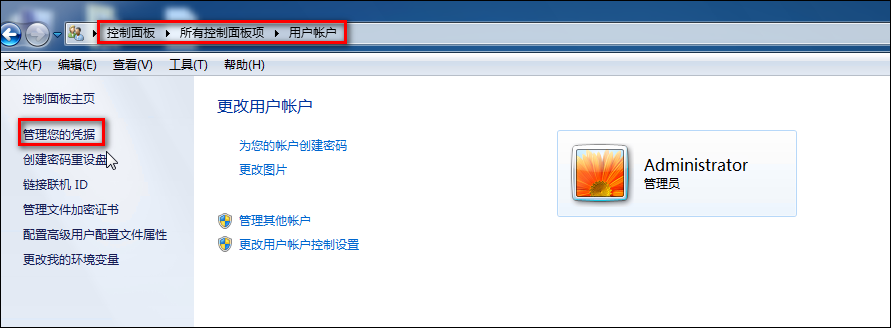 控制面板 所有控制面板项 用户帐户
文件(F) 编辑(E) 查看(V) 工具(T) 帮助(H)
控制面板主页
管理您的凭据
创建密码重设盘
链接联机 ID
管理文件加密证书
配置高级用户配置文件属性
更改我的环境变量
更改用户帐户
为您的帐户创建密码
更改图片
管理其他帐户
更改用户帐户控制设置
Administrator
管理员